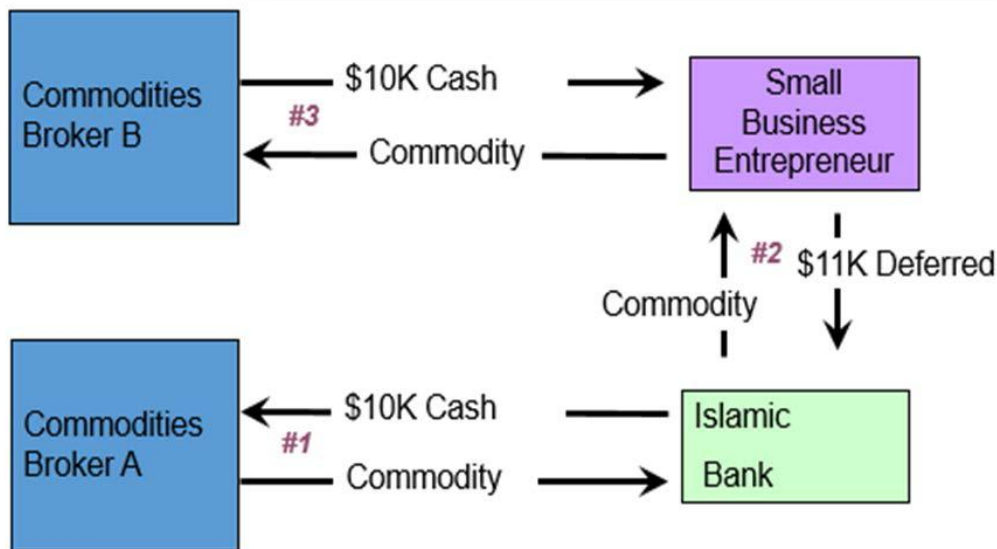 Commodities
Broker B
$10K Cash
#3
Commodity
Small
Business
Entrepreneur
#2
$11K Deferred
Commodity
Commodities
Broker A
$10K Cash
#1
Commodity
Islamic
Bank